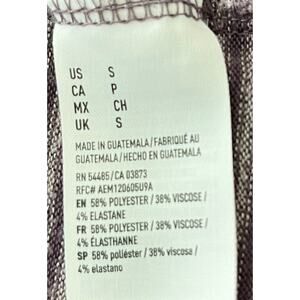 US S
CA P
MX CH
UK S
MADE IN GUATEMALA / FABRIQUÉ AU
GUATEMALA / HECHO EN GUATEMALA
RN 54485/CA 03873
RFC# AEM120605U9A
EN 58% POLYESTER / 38% VISCOSE /
4% ELASTANE
FR 58% POLYESTER / 38% VISCOSE /
4% ÉLASTHANNE
SP 58% poliéster / 38% viscosa /
4% elastano